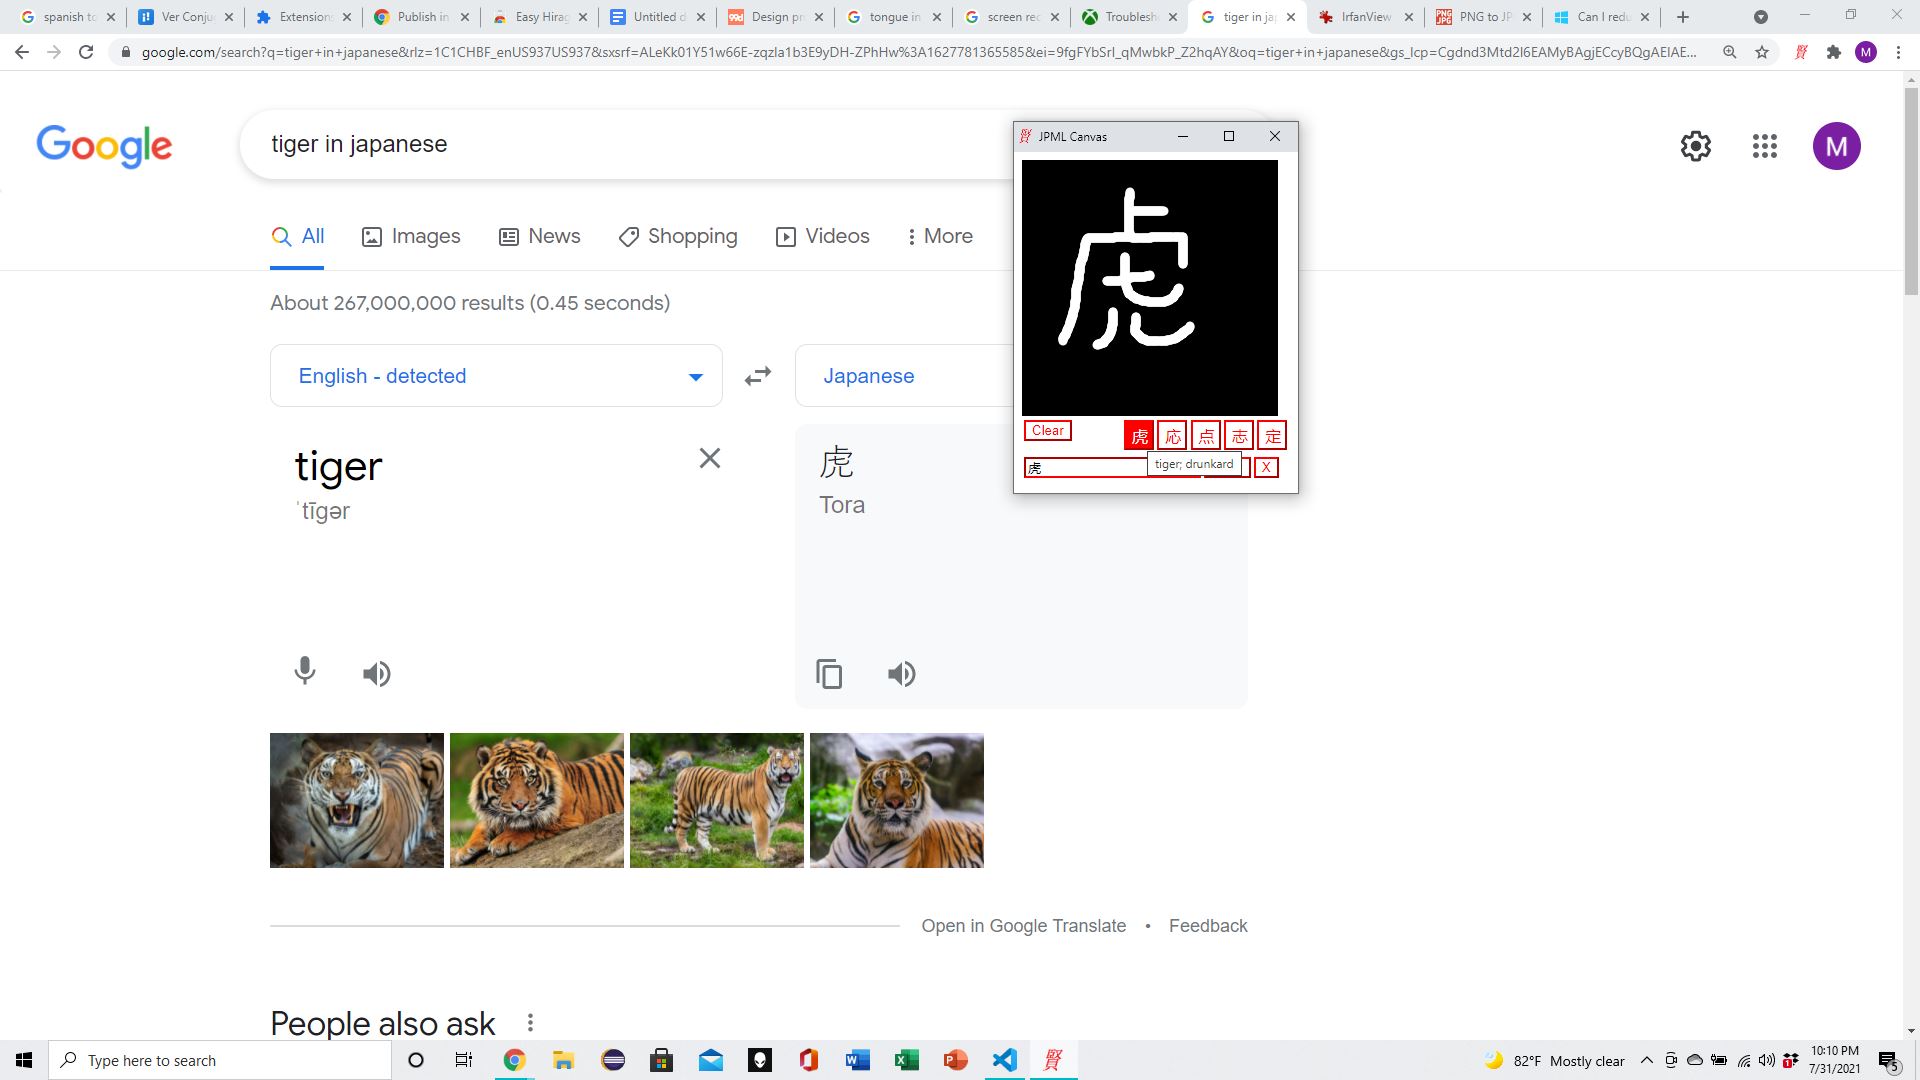 spanish to
Ver Conju
Extension
Publish in
Easy Hirag
Untitled d
Design pr
tongue in
screen rec
Troublesh
tiger in jap
IrfanView
PNG to JP
Can I redu
google.com/search?q=tiger+in+japanese&rlz=1C1CHBF_enUS937US937&sxsrf=ALeKk01Y51w66E-zqzla1b3E9yDH-ZPhHw%3A1627781365585&ei=9fgFYbSrI_qMwbkP_Z2hqAY&oq=tiger+in+japanese&gs_lcp=Cgdnd3Mtd2l6EAMyBAgjECcyBQgAEIAE...
M
Google
tiger in japanese
M
All Images News Shopping Videos More
About 267,000,000 results (0.45 seconds)
English - detected
Japanese
tiger
ˈtīgər
虎
Tora
JPML Canvas
虎
Clear
虎 応 点 志 定
虎
tiger; drunkard
X
Open in Google Translate • Feedback
People also ask
Type here to search
賢
82°F Mostly clear
10:10 PM
7/31/2021
5